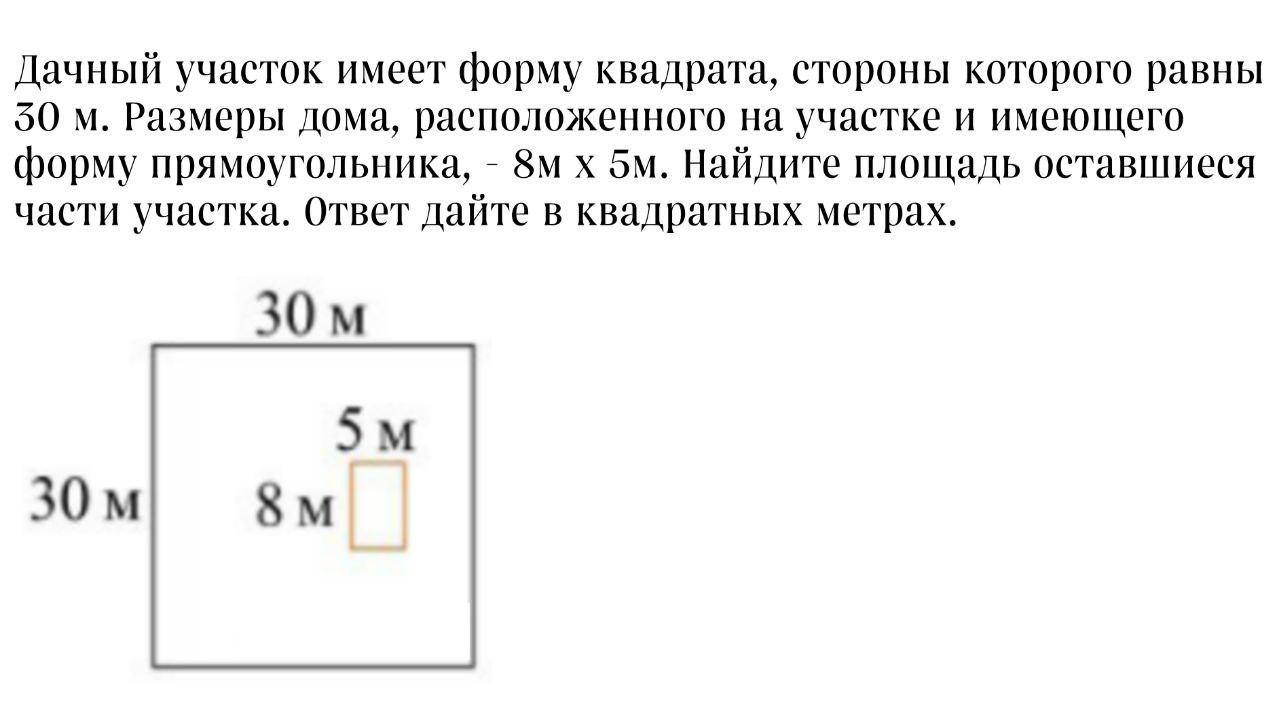 Дачный участок имеет форму квадрата, стороны которого равны
30 м. Размеры дома, расположенного на участке и имеющего
форму прямоугольника, - 8м х 5м. Найдите площадь оставшиеся
части участка. Ответ дайте в квадратных метрах.
30 м
5 м
30 м
8 м